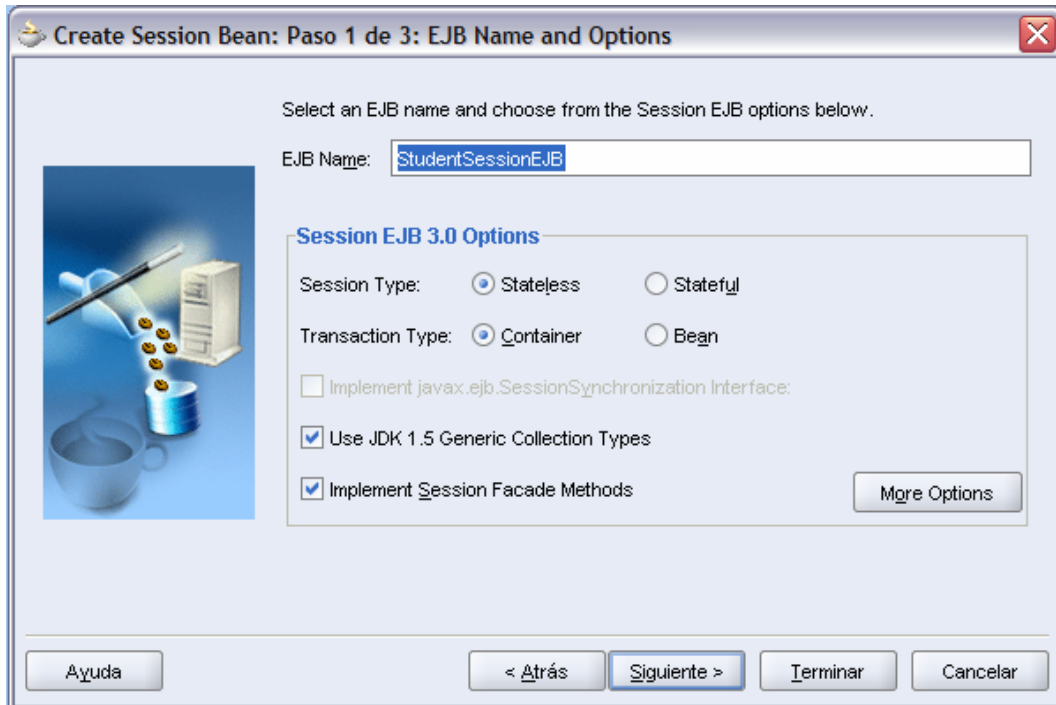 Create Session Bean: Paso 1 de 3: EJB Name and Options
Select an EJB name and choose from the Session EJB options below.
EJB Name: StudentSessionEJB
Session EJB 3.0 Options
Session Type: Stateless Stateful
Transaction Type: Container Bean
Implement javax.ejb.SessionSynchronization Interface:
Use JDK 1.5 Generic Collection Types
Implement Session Facade Methods More Options
Ayuda < Atrás Siguiente > Terminar Cancelar